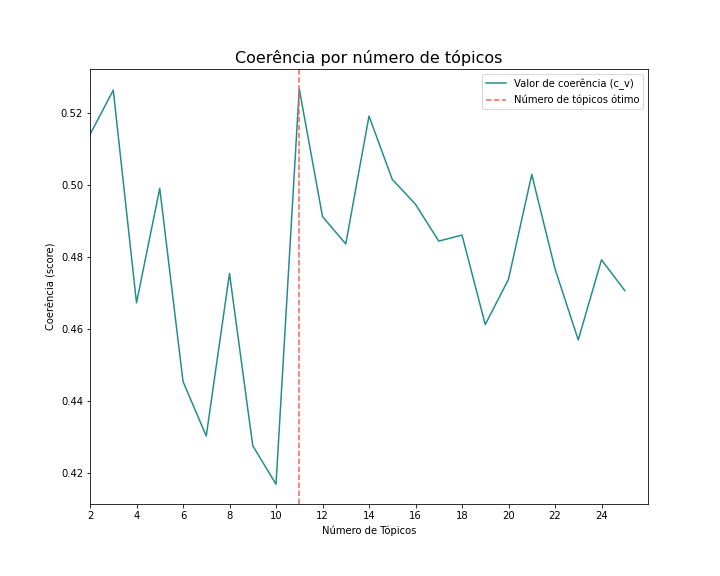 Coerência por número de tópicos
Valor de coerência (c_v)
Número de tópicos ótimo
0.52
0.50
0.48
0.46
0.44
0.42
Coerência (score)
2 4 6 8 10 12 14 16 18 20 22 24
Número de Tópicos